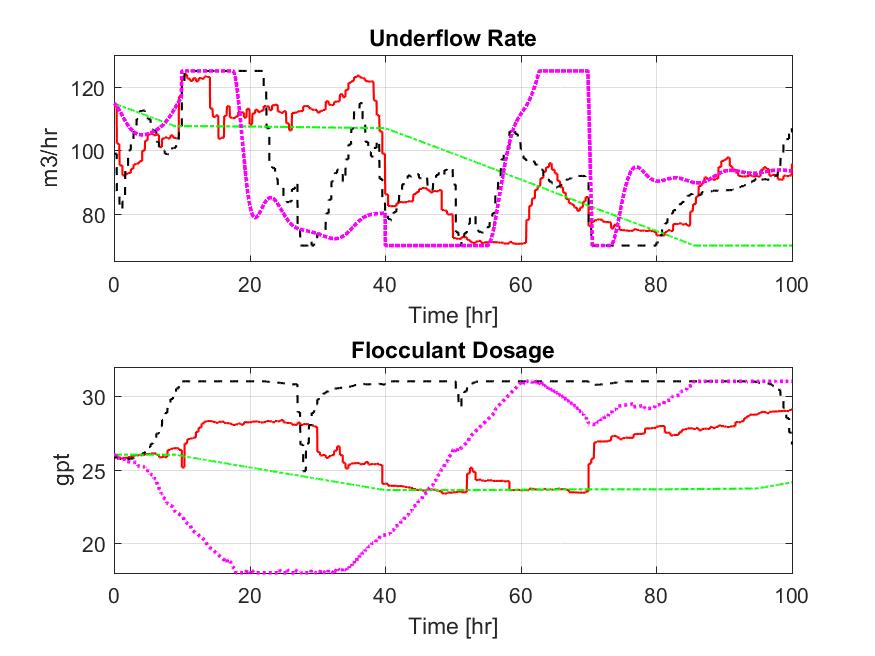 Underflow Rate
120
100
80
m3/hr
0 20 40 60 80 100
Time [hr]
Flocculant Dosage
30
25
20
gpt
0 20 40 60 80 100
Time [hr]